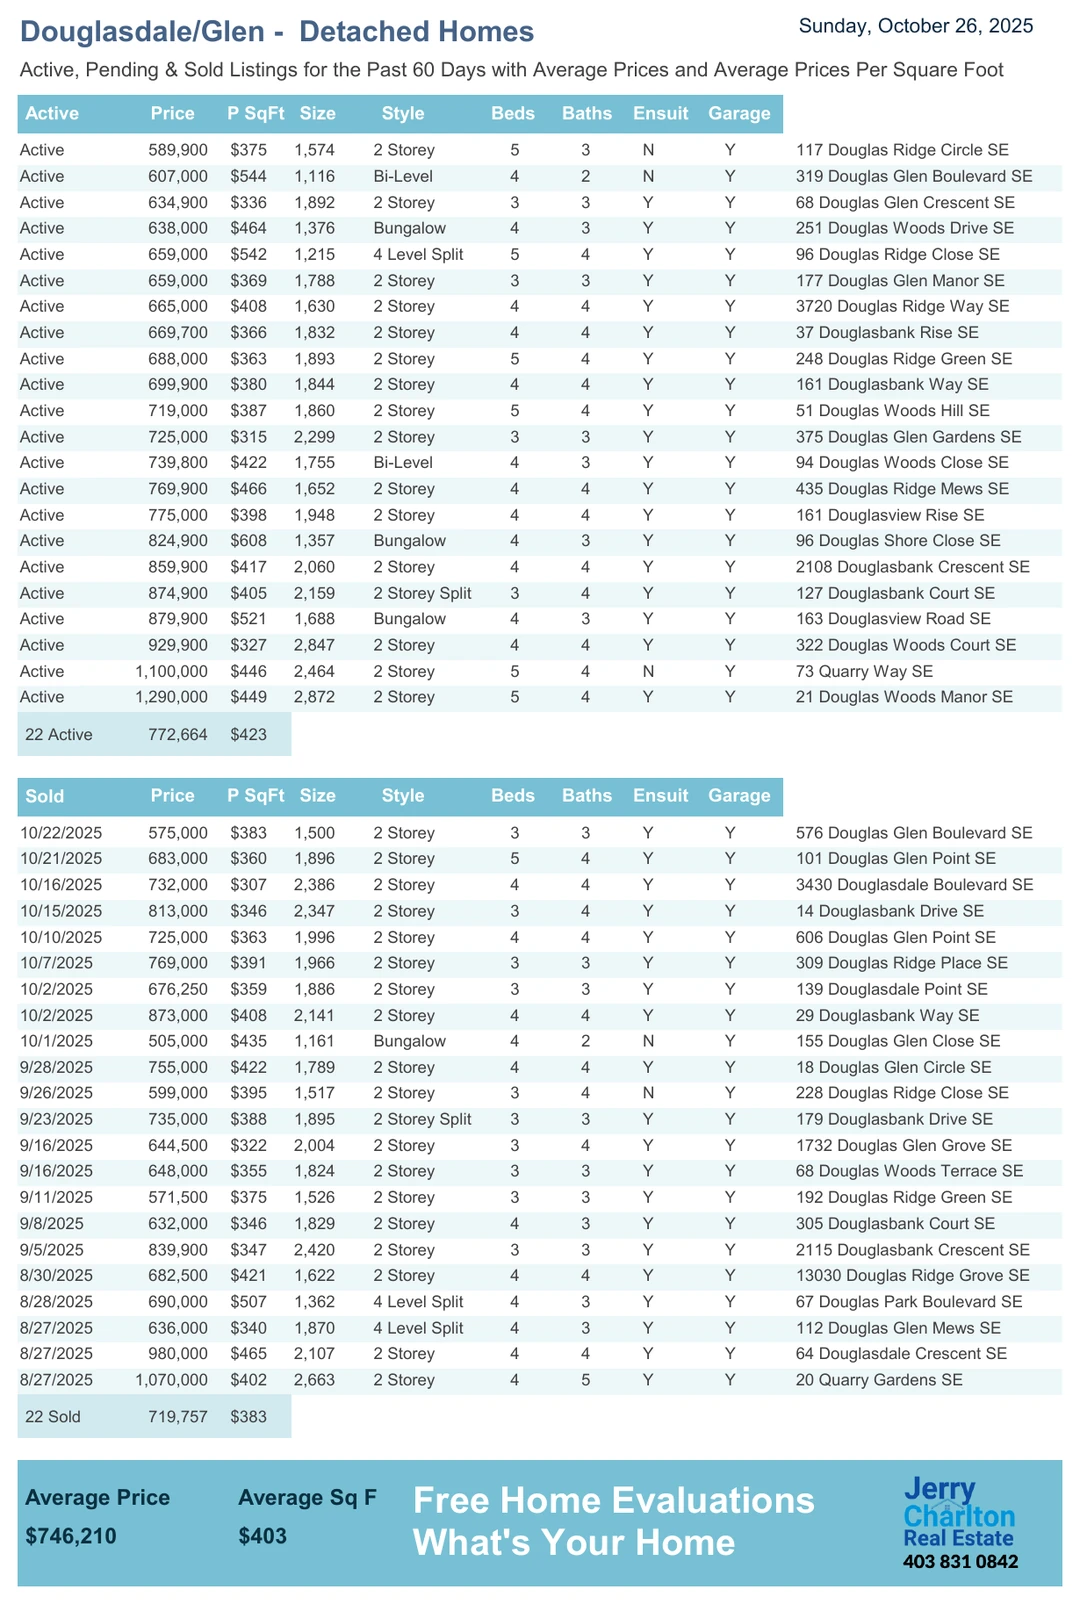 Douglasdale/Glen -  Detached Homes
Sunday, October 26, 2025
Active, Pending & Sold Listings for the Past 60 Days with Average Prices and Average Prices Per Square Foot
Active Price P SqFt Size Style Beds Baths Ensuit Garage
Active 589,900 $375 1,574 2 Storey 5 3 N Y 117 Douglas Ridge Circle SE
Active 607,000 $544 1,116 Bi-Level 4 2 N Y 319 Douglas Glen Boulevard SE
Active 634,900 $336 1,892 2 Storey 3 3 Y Y 68 Douglas Glen Crescent SE
Active 638,000 $464 1,376 Bungalow 4 3 Y Y 251 Douglas Woods Drive SE
Active 659,000 $542 1,215 4 Level Split 5 4 Y Y 96 Douglas Ridge Close SE
Active 659,000 $369 1,788 2 Storey 3 3 Y Y 177 Douglas Glen Manor SE
Active 665,000 $408 1,630 2 Storey 4 4 Y Y 3720 Douglas Ridge Way SE
Active 669,700 $366 1,832 2 Storey 4 4 Y Y 37 Douglasbank Rise SE
Active 688,000 $363 1,893 2 Storey 5 4 Y Y 248 Douglas Ridge Green SE
Active 699,900 $380 1,844 2 Storey 4 4 Y Y 161 Douglasbank Way SE
Active 719,000 $387 1,860 2 Storey 5 4 Y Y 51 Douglas Woods Hill SE
Active 725,000 $315 2,299 2 Storey 3 3 Y Y 375 Douglas Glen Gardens SE
Active 739,800 $422 1,755 Bi-Level 4 3 Y Y 94 Douglas Woods Close SE
Active 769,900 $466 1,652 2 Storey 4 4 Y Y 435 Douglas Ridge Mews SE
Active 775,000 $398 1,948 2 Storey 4 4 Y Y 161 Douglasview Rise SE
Active 824,900 $608 1,357 Bungalow 4 3 Y Y 96 Douglas Shore Close SE
Active 859,900 $417 2,060 2 Storey 4 4 Y Y 2108 Douglasbank Crescent SE
Active 874,900 $405 2,159 2 Storey Split 3 4 Y Y 127 Douglasbank Court SE
Active 879,900 $521 1,688 Bungalow 4 3 Y Y 163 Douglasview Road SE
Active 929,900 $327 2,847 2 Storey 4 4 Y Y 322 Douglas Woods Court SE
Active 1,100,000 $446 2,464 2 Storey 5 4 N Y 73 Quarry Way SE
Active 1,290,000 $449 2,872 2 Storey 5 4 Y Y 21 Douglas Woods Manor SE
22 Active 772,664 $423
Sold Price P SqFt Size Style Beds Baths Ensuit Garage
10/22/2025 575,000 $383 1,500 2 Storey 3 3 Y Y 576 Douglas Glen Boulevard SE
10/21/2025 683,000 $360 1,896 2 Storey 5 4 Y Y 101 Douglas Glen Point SE
10/16/2025 732,000 $307 2,386 2 Storey 4 4 Y Y 3430 Douglasdale Boulevard SE
10/15/2025 813,000 $346 2,347 2 Storey 3 4 Y Y 14 Douglasbank Drive SE
10/10/2025 725,000 $363 1,996 2 Storey 4 4 Y Y 606 Douglas Glen Point SE
10/7/2025 769,000 $391 1,966 2 Storey 3 3 Y Y 309 Douglas Ridge Place SE
10/2/2025 676,250 $359 1,886 2 Storey 3 3 Y Y 139 Douglasdale Point SE
10/2/2025 873,000 $408 2,141 2 Storey 4 4 Y Y 29 Douglasbank Way SE
10/1/2025 505,000 $435 1,161 Bungalow 4 2 N Y 155 Douglas Glen Close SE
9/28/2025 755,000 $422 1,789 2 Storey 4 4 Y Y 18 Douglas Glen Circle SE
9/26/2025 599,000 $395 1,517 2 Storey 3 4 N Y 228 Douglas Ridge Close SE
9/23/2025 735,000 $388 1,895 2 Storey Split 3 3 Y Y 179 Douglasbank Drive SE
9/16/2025 644,500 $322 2,004 2 Storey 3 4 Y Y 1732 Douglas Glen Grove SE
9/16/2025 648,000 $355 1,824 2 Storey 3 3 Y Y 68 Douglas Woods Terrace SE
9/11/2025 571,500 $375 1,526 2 Storey 3 3 Y Y 192 Douglas Ridge Green SE
9/8/2025 632,000 $346 1,829 2 Storey 4 3 Y Y 305 Douglasbank Court SE
9/5/2025 839,900 $347 2,420 2 Storey 3 3 Y Y 2115 Douglasbank Crescent SE
8/30/2025 682,500 $421 1,622 2 Storey 4 4 Y Y 13030 Douglas Ridge Grove SE
8/28/2025 690,000 $507 1,362 4 Level Split 4 3 Y Y 67 Douglas Park Boulevard SE
8/27/2025 636,000 $340 1,870 4 Level Split 4 3 Y Y 112 Douglas Glen Mews SE
8/27/2025 980,000 $465 2,107 2 Storey 4 4 Y Y 64 Douglasdale Crescent SE
8/27/2025 1,070,000 $402 2,663 2 Storey 4 5 Y Y 20 Quarry Gardens SE
22 Sold 719,757 $383
Average Price Average Sq F
$746,210 $403
Free Home Evaluations
What's Your Home
Jerry
Charlton
Real Estate
403 831 0842